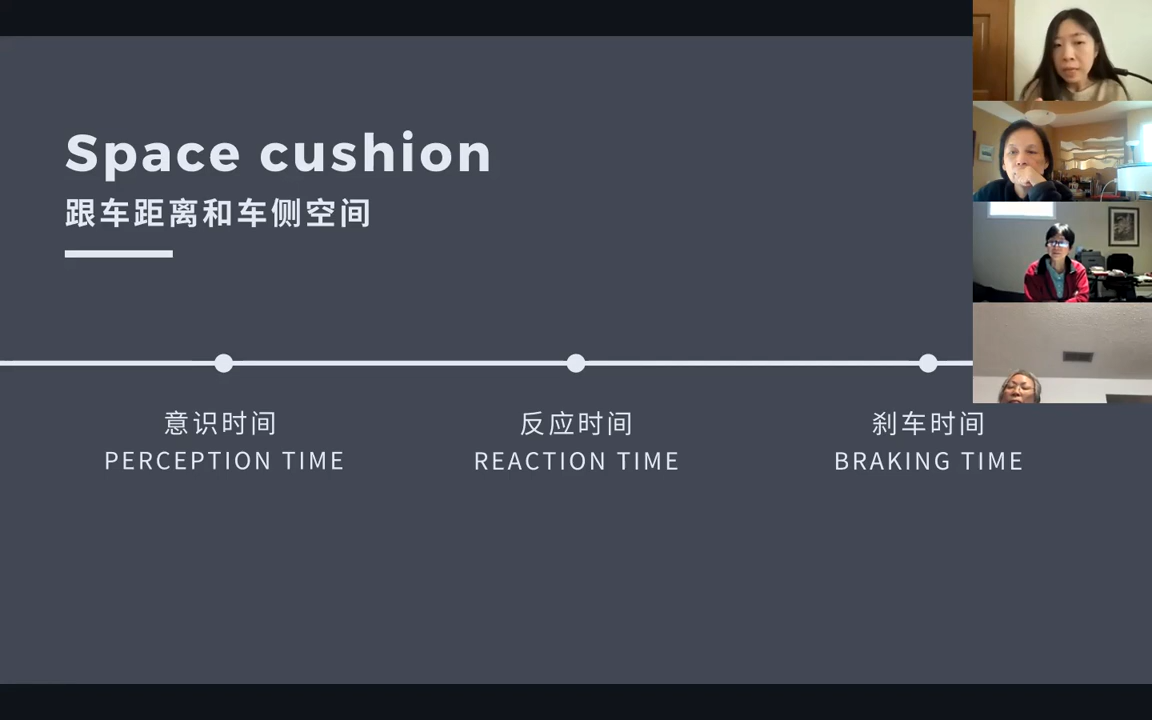 Space cushion
跟车距离和车侧空间
意识时间
PERCEPTION TIME
反应时间
REACTION TIME
刹车时间
BRAKING TIME